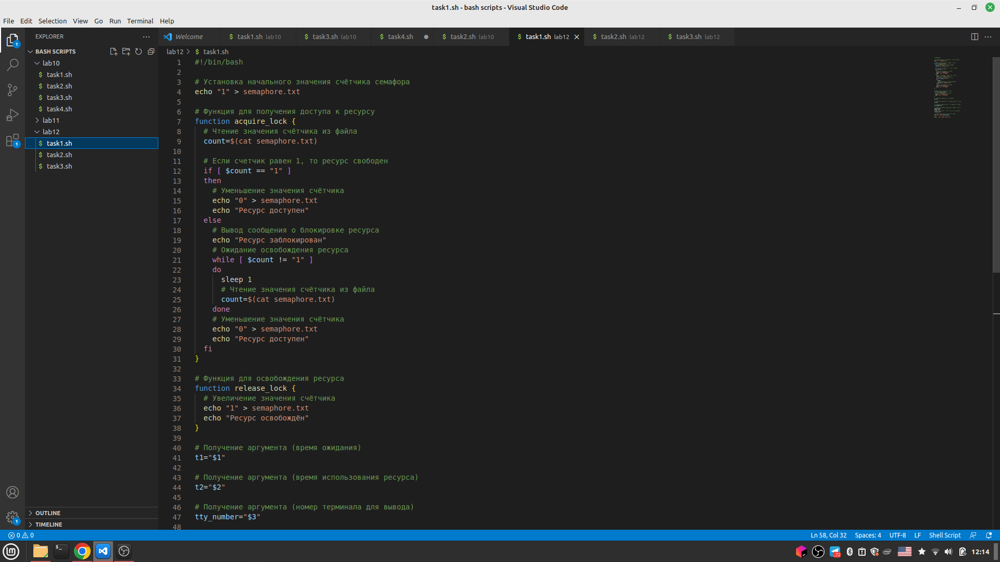 task1.sh - bash scripts - Visual Studio Code
File Edit Selection View Go Run Terminal Help
EXPLORER
BASH SCRIPTS
lab10
task1.sh
task2.sh
task3.sh
task4.sh
lab11
lab12
task1.sh
task2.sh
task3.sh
OUTLINE
TIMELINE
1
1
1
Welcome $ task1.sh lab10 $ task3.sh lab10 $ task4.sh $ task2.sh lab10 $ task1.sh lab12 $ task2.sh lab12 $ task3.sh lab12
lab12 > $ task1.sh
1 #!/bin/bash
2
3 # Установка начального значения счётчика семафора
4 echo "1" > semaphore.txt
5
6 # Функция для получения доступа к ресурсу
7 function acquire_lock {
8 # Чтение значения счётчика из файла
9 count=$(cat semaphore.txt)
10
11 # Если счетчик равен 1, то ресурс свободен
12 if [ $count == "1" ]
13 then
14 # Уменьшение значения счётчика
15 echo "0" > semaphore.txt
16 echo "Ресурс доступен"
17 else
18 # Вывод сообщения о блокировке ресурса
19 echo "Ресурс заблокирован"
20 # Ожидание освобождения ресурса
21 while [ $count != "1" ]
22 do
23 sleep 1
24 # Чтение значения счётчика из файла
25 count=$(cat semaphore.txt)
26 done
27 # Уменьшение значения счётчика
28 echo "0" > semaphore.txt
29 echo "Ресурс доступен"
30 fi
31 }
32
33 # Функция для освобождения ресурса
34 function release_lock {
35 # Увеличение значения счётчика
36 echo "1" > semaphore.txt
37 echo "Ресурс освобождён"
38 }
39
40 # Получение аргумента (время ожидания)
41 t1="$1"
42
43 # Получение аргумента (время использования ресурса)
44 t2="$2"
45
46 # Получение аргумента (номер терминала для вывода)
47 tty_number="$3"
48
0 0 Ln 58, Col 32 Spaces: 4 UTF-8 LF Shell Script
72 12:14